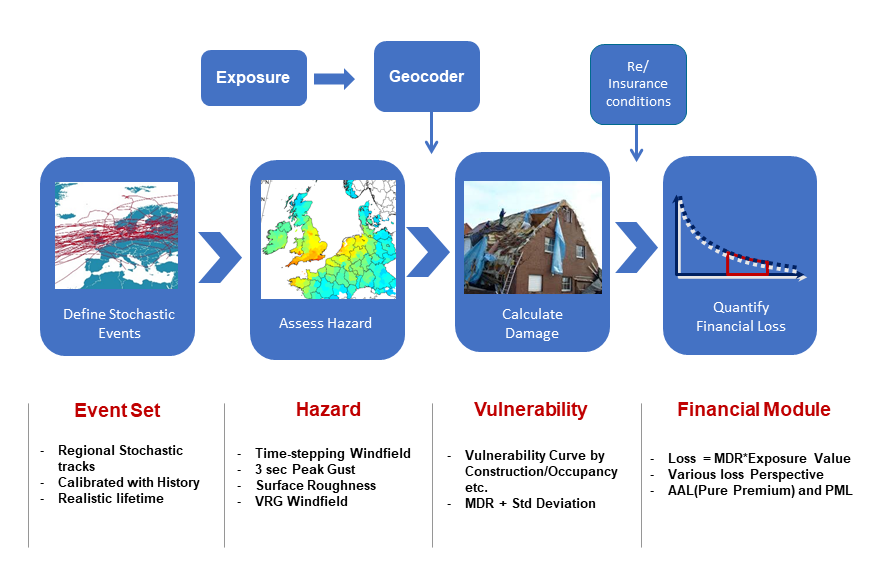 Exposure
Geocoder
Re/
Insurance
conditions
Define Stochastic
Events
Assess Hazard
Calculate
Damage
Quantify
Financial Loss
Event Set
- Regional Stochastic
tracks
- Calibrated with History
- Realistic lifetime
Hazard
- Time-stepping Windfield
- 3 sec Peak Gust
- Surface Roughness
- VRG Windfield
Vulnerability
- Vulnerability Curve by
Construction/Occupancy
etc.
- MDR + Std Deviation
Financial Module
- Loss = MDR*Exposure Value
- Various loss Perspective
- AAL(Pure Premium) and PML